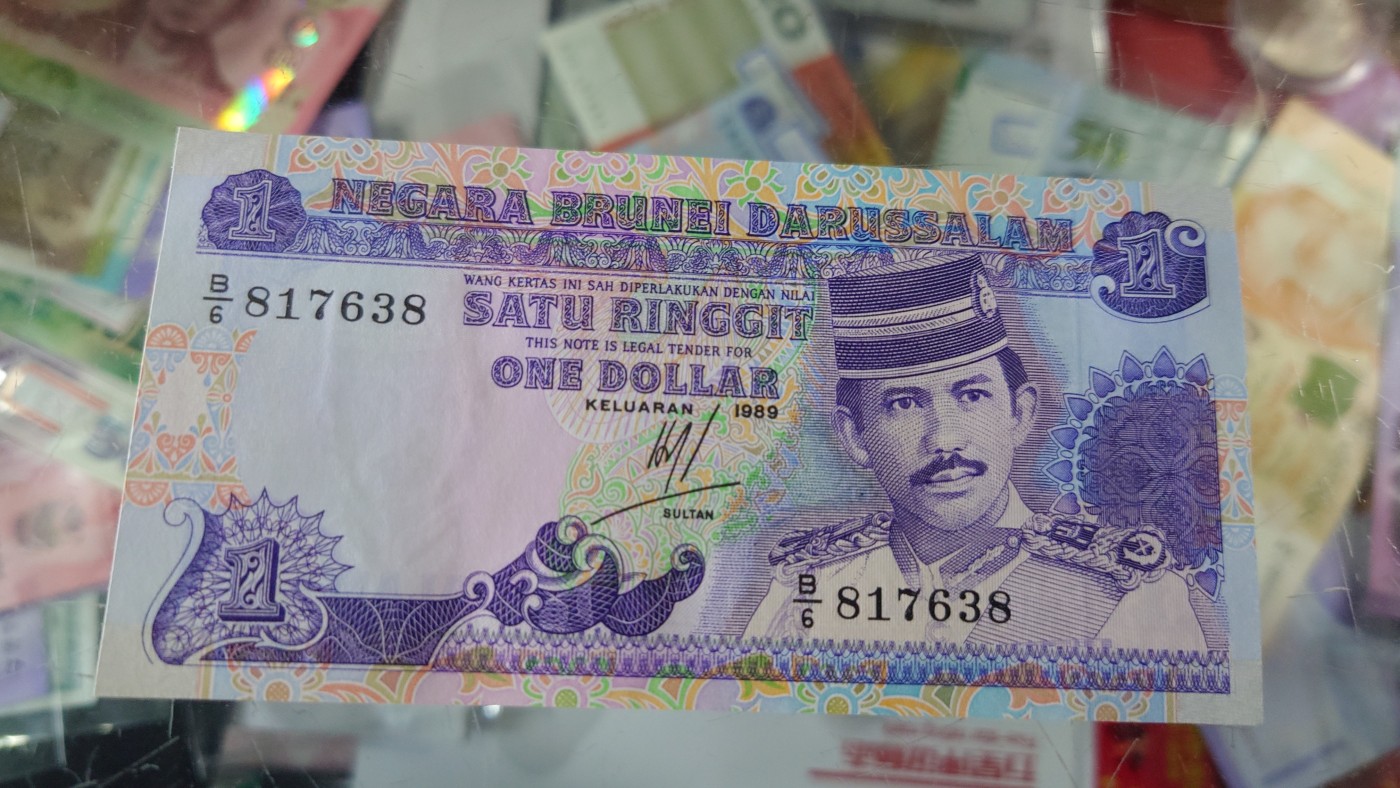 1 NEGARA BRUNEI DARUSSALAM 1
B/6 817638
WANG KERTAS INI SAH DIPERLAKUKAN DENGAN NILAI
SATU RINGGIT
THIS NOTE IS LEGAL TENDER FOR
ONE DOLLAR
KELUARAN 1989
SULTAN
1
B/6 817638